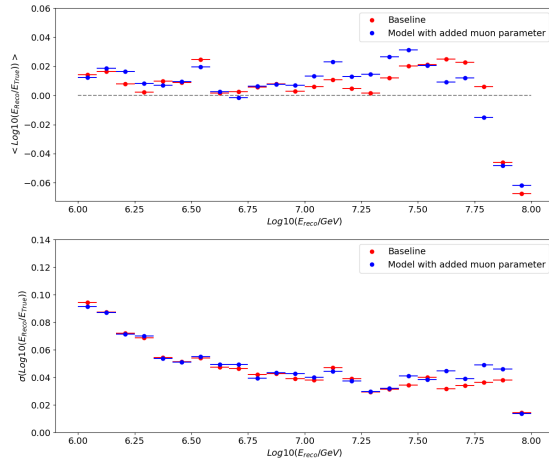 0.06
0.04
0.02
0.00
−0.02
−0.04
−0.06
< Log10(E_Reco/E_True)) >
Baseline
Model with added muon parameter
6.00 6.25 6.50 6.75 7.00 7.25 7.50 7.75 8.00
Log10(E_reco/GeV)
0.14
0.12
0.10
0.08
0.06
0.04
0.02
0.00
σ(Log10(E_Reco/E_True))
Baseline
Model with added muon parameter
6.00 6.25 6.50 6.75 7.00 7.25 7.50 7.75 8.00
Log10(E_reco/GeV)